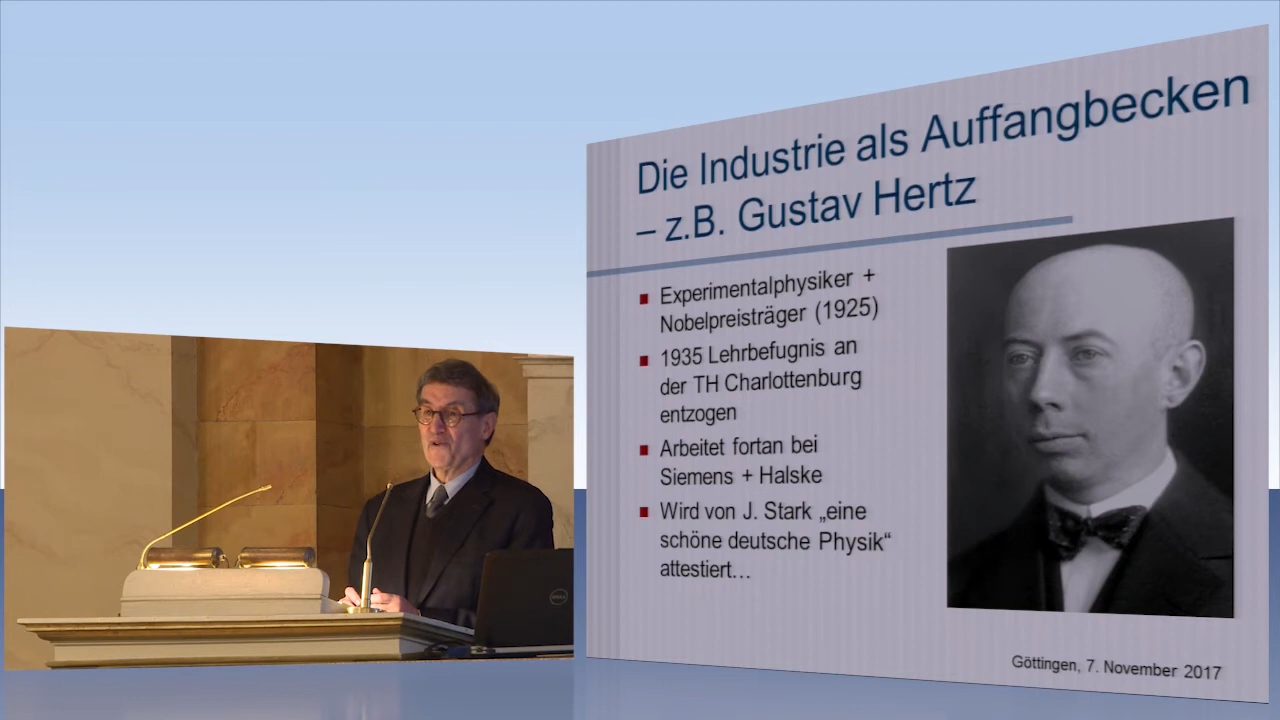 Die Industrie als Auffangbecken
– z.B. Gustav Hertz
Experimentalphysiker +
Nobelpreisträger (1925)
1935 Lehrbefugnis an
der TH Charlottenburg
entzogen
Arbeitet fortan bei
Siemens + Halske
Wird von J. Stark „eine
schöne deutsche Physik“
attestiert…
Göttingen, 7. November 2017
DELL